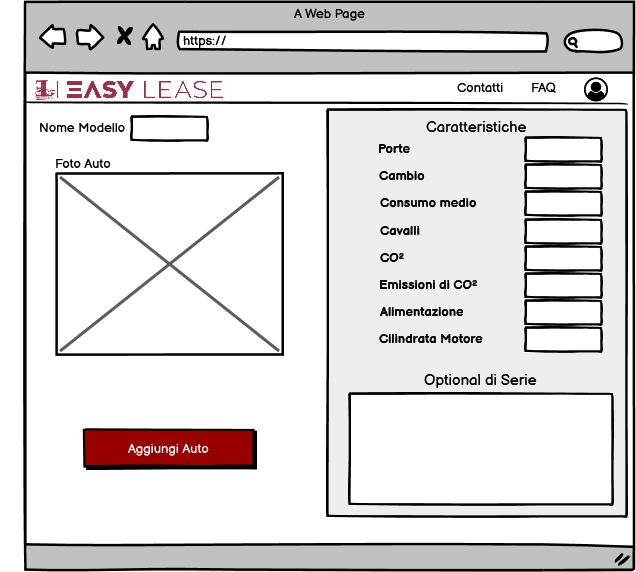 A Web Page
https://
EASY LEASE
Contatti
FAQ
Nome Modello
Foto Auto
Aggiungi Auto
Caratteristiche
Porte
Cambio
Consumo medio
Cavalli
CO²
Emissioni di CO²
Alimentazione
Cilindrata Motore
Optional di Serie